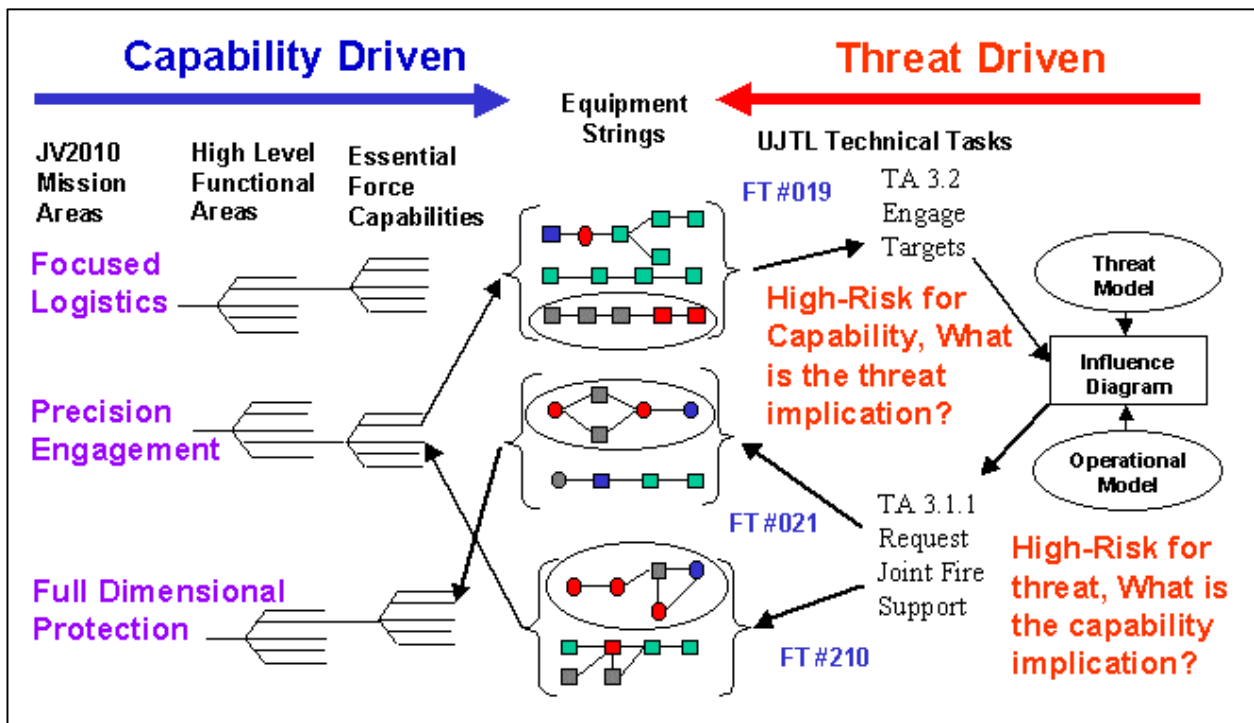 Capability Driven
Threat Driven
Equipment
Strings
JV2010
Mission
Areas
High Level
Functional
Areas
Essential
Force
Capabilities
UJTL Technical Tasks
FT #019
TA 3.2
Engage
Targets
Focused
Logistics
High-Risk for
Capability, What
is the threat
implication?
Threat
Model
Influence
Diagram
Operational
Model
Precision
Engagement
FT #021
TA 3.1.1
Request
Joint Fire
Support
High-Risk for
threat, What is
the capability
implication?
Full Dimensional
Protection
FT #210